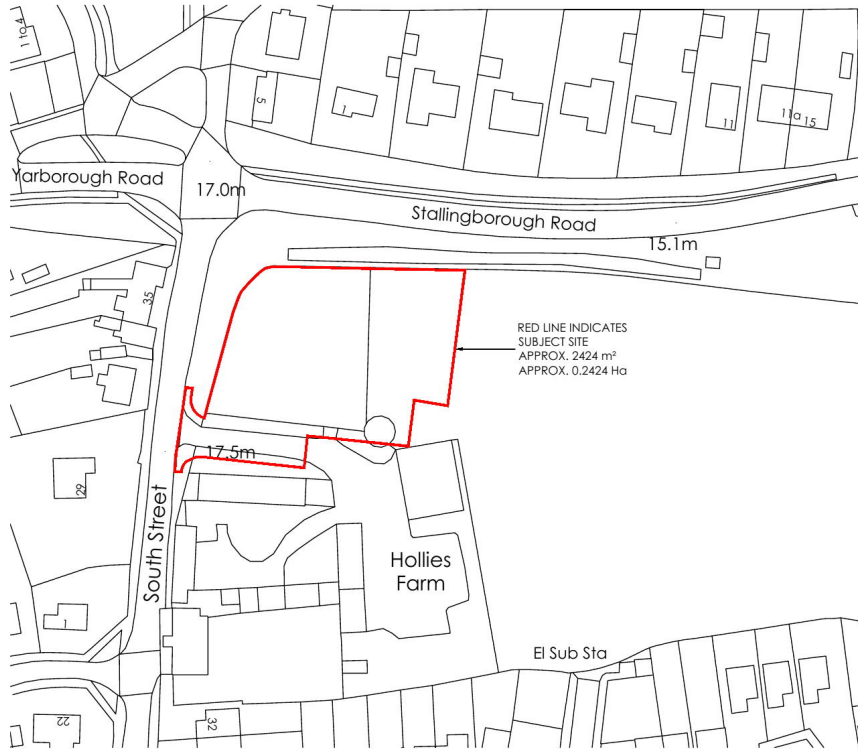 1 to 4
5
1
11
11a 15
Yarborough Road
17.0m
Stallingborough Road
15.1m
35
RED LINE INDICATES
SUBJECT SITE
APPROX. 2424 m²
APPROX. 0.2424 Ha
17.5m
29
South Street
Hollies
Farm
1
El Sub Sta
22
32